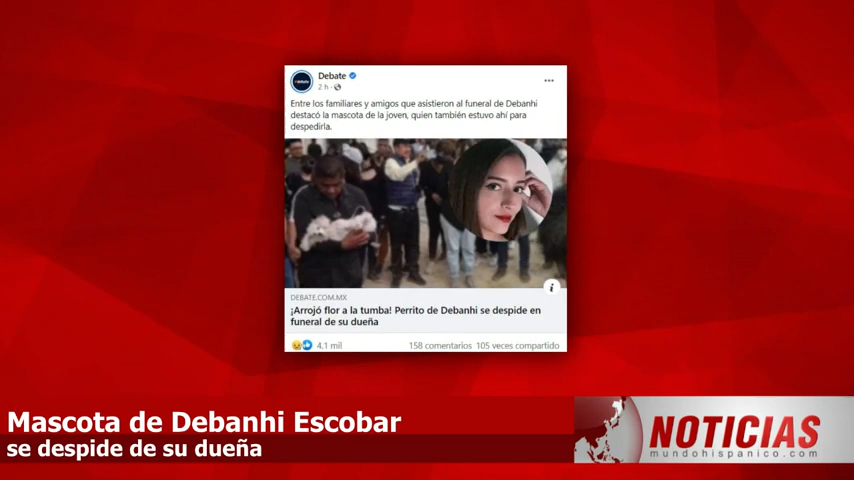 Debate
2 h
Entre los familiares y amigos que asistieron al funeral de Debanhi
destacó la mascota de la joven, quien también estuvo ahí para
despedirla.
DEBATE.COM.MX
¡Arrojó flor a la tumba! Perrito de Debanhi se despide en
funeral de su dueña
4,1 mil
158 comentarios 105 veces compartido
Mascota de Debanhi Escobar
se despide de su dueña
NOTICIAS
mundohispanico.com